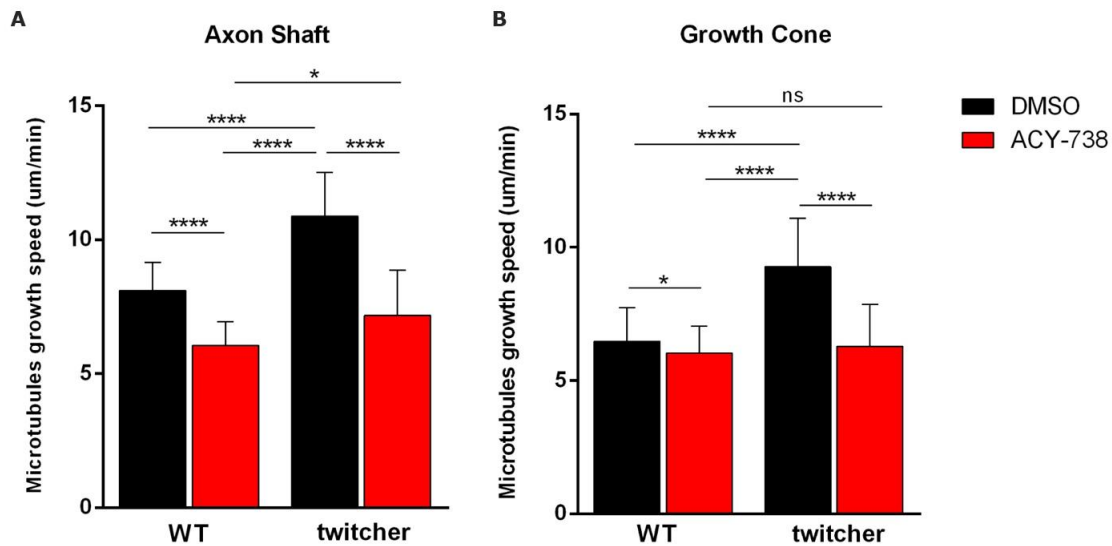 A
Axon Shaft
Microtubules growth speed (um/min)
15
10
5
0
*
****
****
****
****
WT
twitcher
B
Growth Cone
Microtubules growth speed (um/min)
15
10
5
0
ns
****
****
****
*
WT
twitcher
DMSO
ACY-738